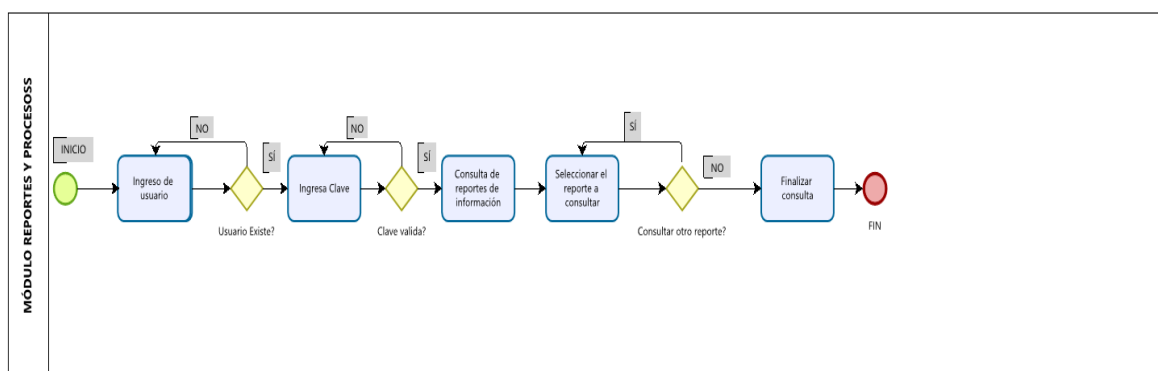 MÓDULO REPORTES Y PROCESOSS
INICIO
Ingreso de
usuario
NO
Usuario Existe?
SÍ
Ingresa Clave
NO
Clave valida?
SÍ
Consulta de
reportes de
información
Seleccionar el
reporte a
consultar
SÍ
Consultar otro reporte?
NO
Finalizar
consulta
FIN